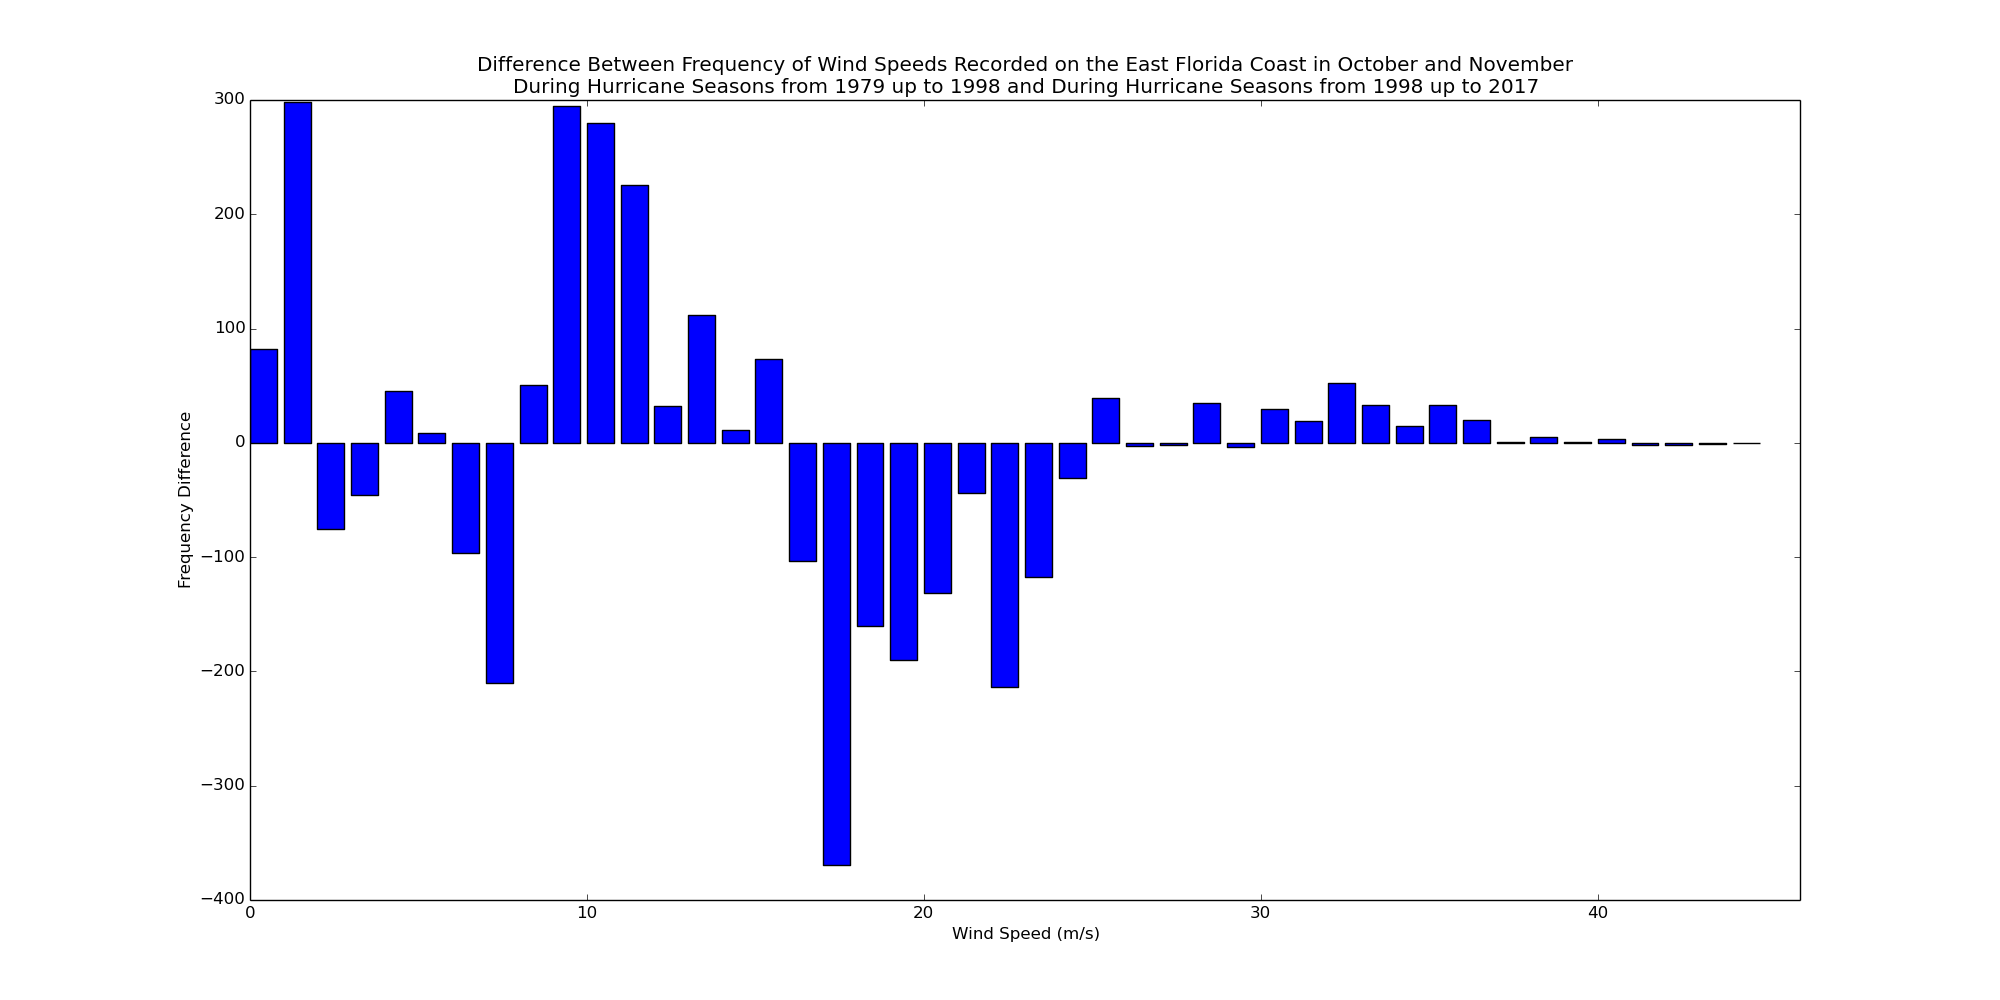 Difference Between Frequency of Wind Speeds Recorded on the East Florida Coast in October and November
During Hurricane Seasons from 1979 up to 1998 and During Hurricane Seasons from 1998 up to 2017
300
200
100
0
−100
−200
−300
−400
Frequency Difference
0 10 20 30 40
Wind Speed (m/s)